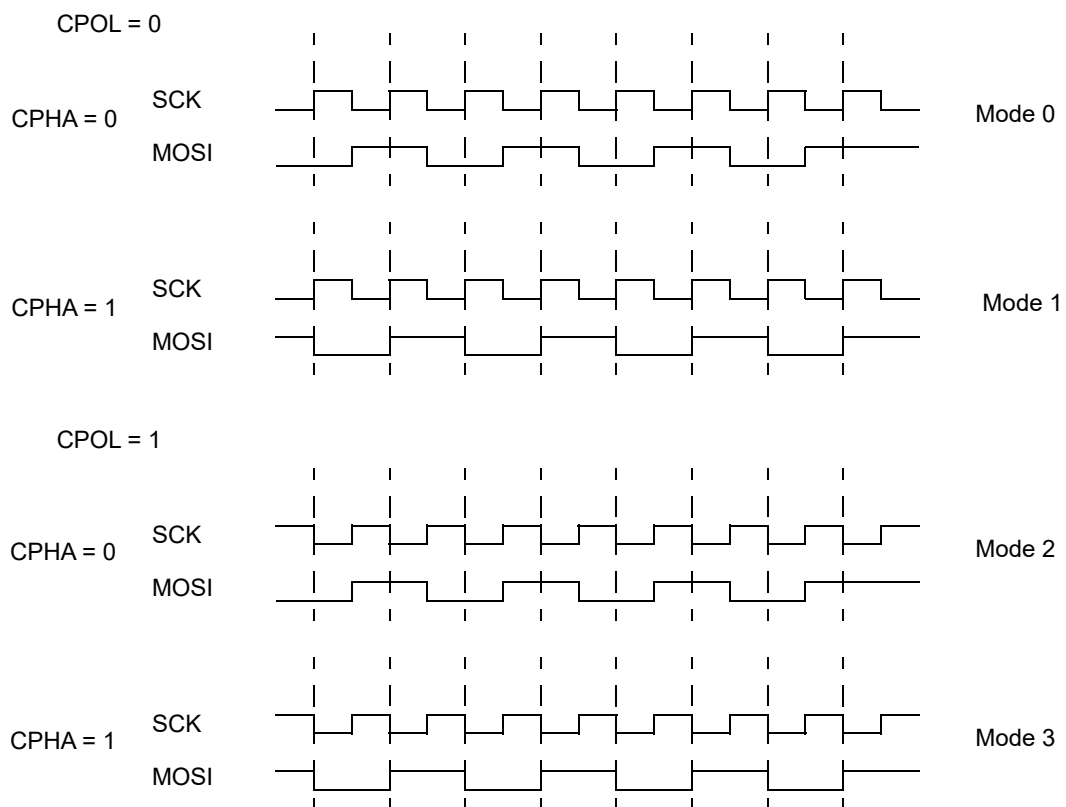 CPOL = 0
SCK
CPHA = 0
Mode 0
MOSI
SCK
CPHA = 1
Mode 1
MOSI
CPOL = 1
SCK
CPHA = 0
Mode 2
MOSI
SCK
CPHA = 1
Mode 3
MOSI